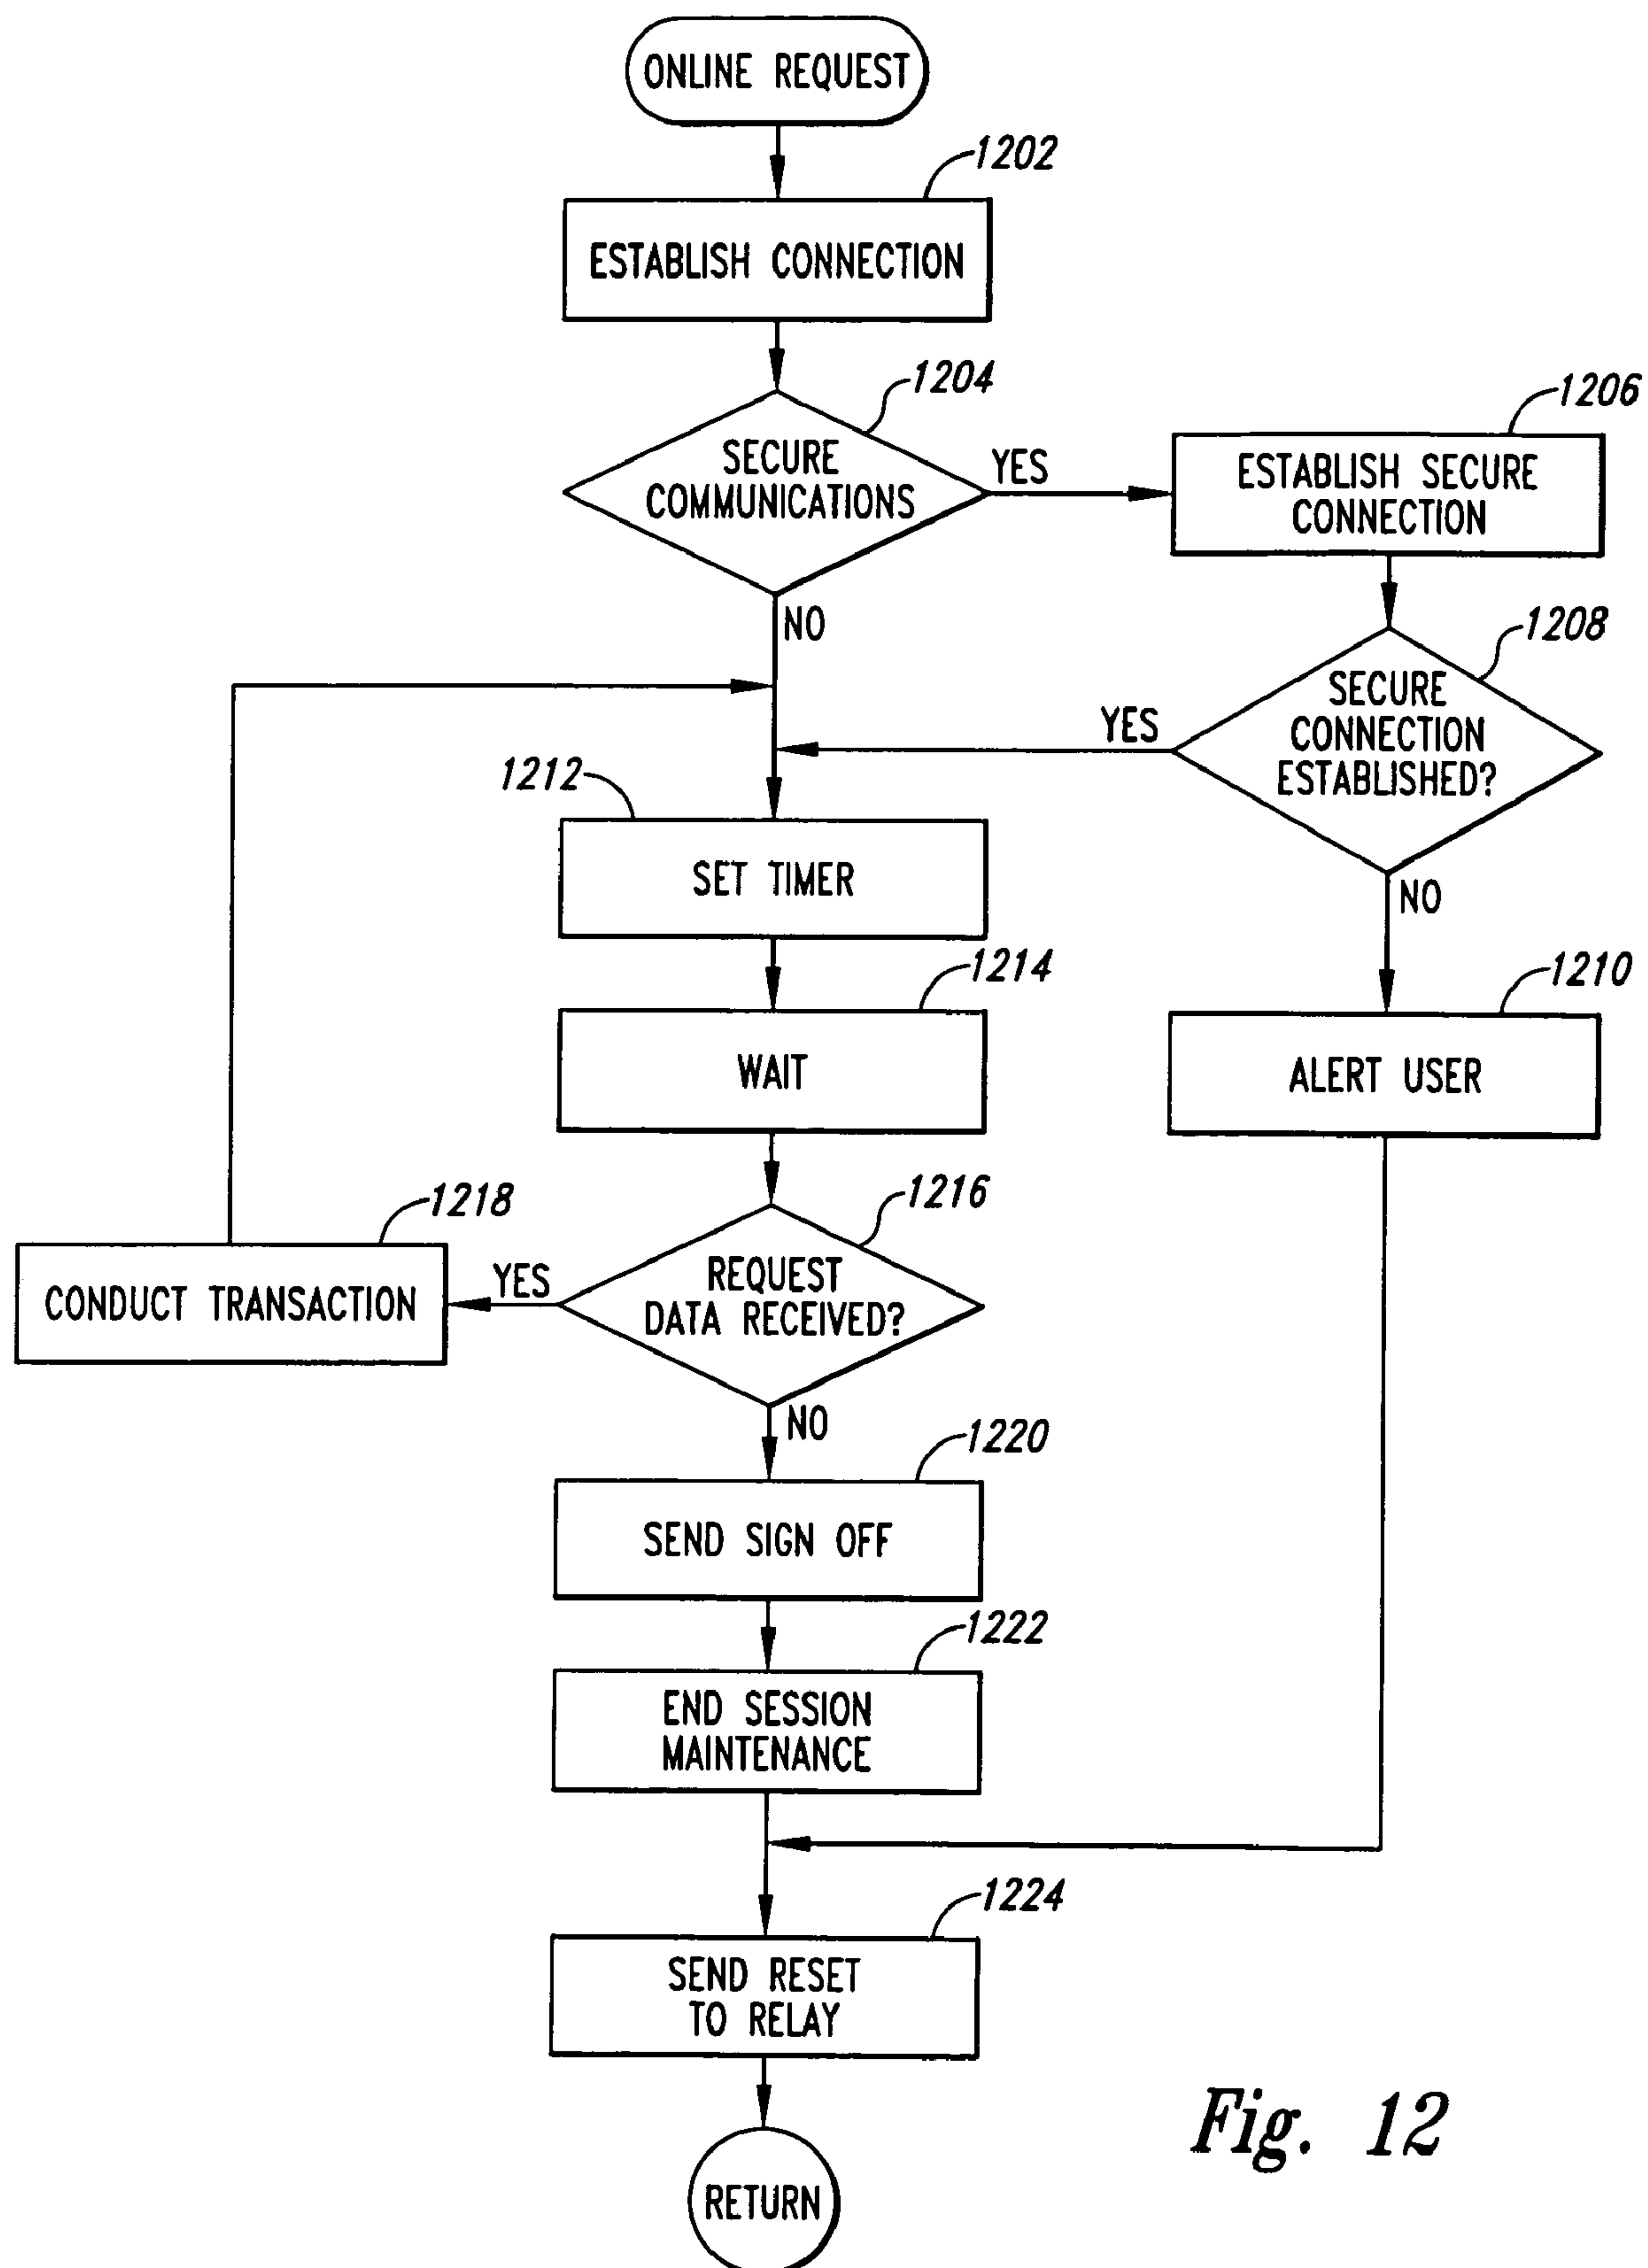 ONLINE REQUEST
1202
ESTABLISH CONNECTION
1204
SECURE
COMMUNICATIONS
YES
1206
ESTABLISH SECURE
CONNECTION
NO
1208
SECURE
CONNECTION
ESTABLISHED?
YES
NO
1212
SET TIMER
1214
WAIT
1210
ALERT USER
1216
REQUEST
DATA RECEIVED?
YES
1218
CONDUCT TRANSACTION
NO
1220
SEND SIGN OFF
1222
END SESSION
MAINTENANCE
1224
SEND RESET
TO RELAY
RETURN
Fig. 12